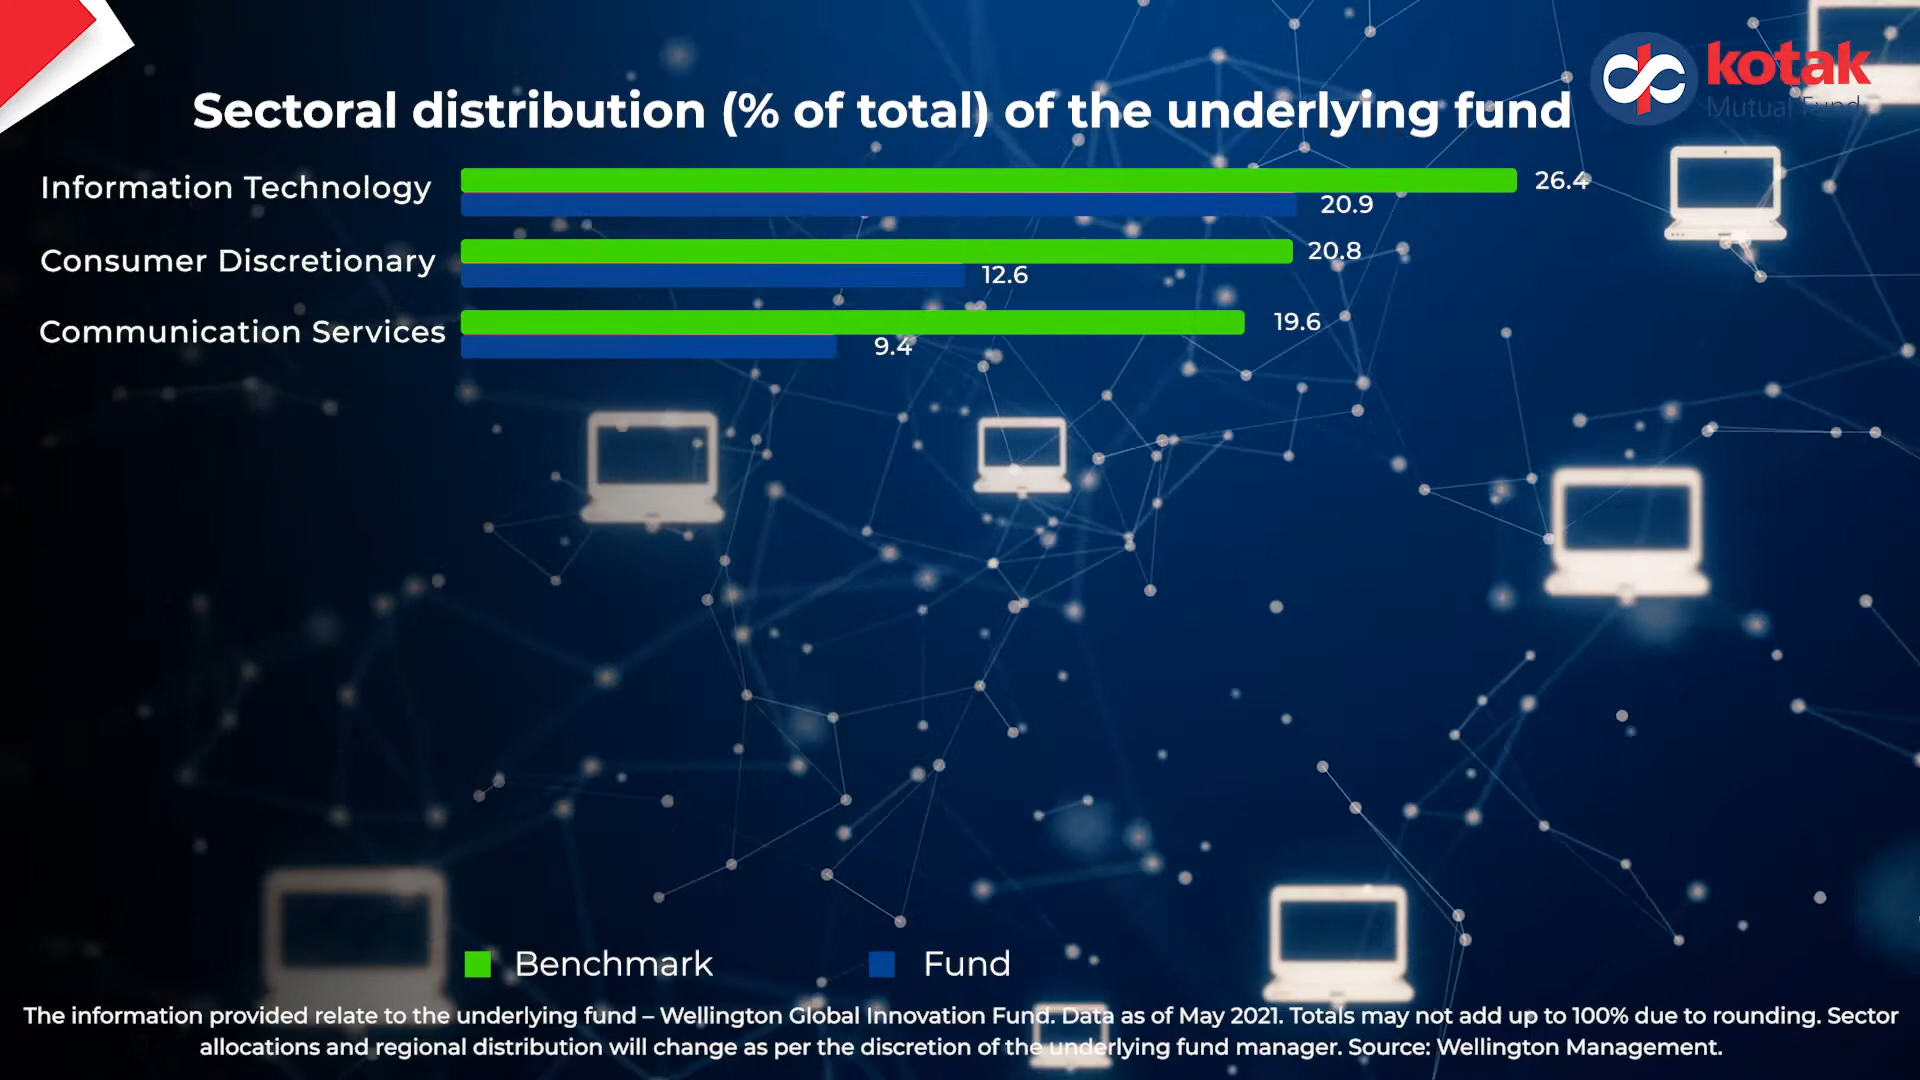 kotak
Mutual Fund
Sectoral distribution (% of total) of the underlying fund
Information Technology
26.4
20.9
Consumer Discretionary
20.8
12.6
Communication Services
19.6
9.4
Benchmark
Fund
The information provided relate to the underlying fund – Wellington Global Innovation Fund. Data as of May 2021. Totals may not add up to 100% due to rounding. Sector
allocations and regional distribution will change as per the discretion of the underlying fund manager. Source: Wellington Management.